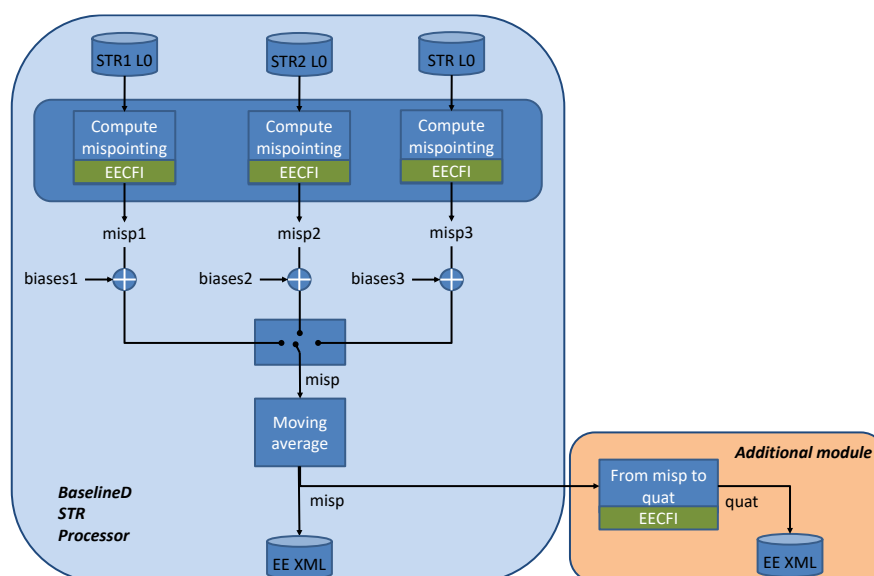 STR1 L0
STR2 L0
STR L0
Compute
mispointing
EECFI
Compute
mispointing
EECFI
Compute
mispointing
EECFI
misp1
misp2
misp3
biases1
biases2
biases3
misp
Moving
average
misp
BaselineD
STR
Processor
EE XML
Additional module
From misp to
quat
EECFI
quat
EE XML